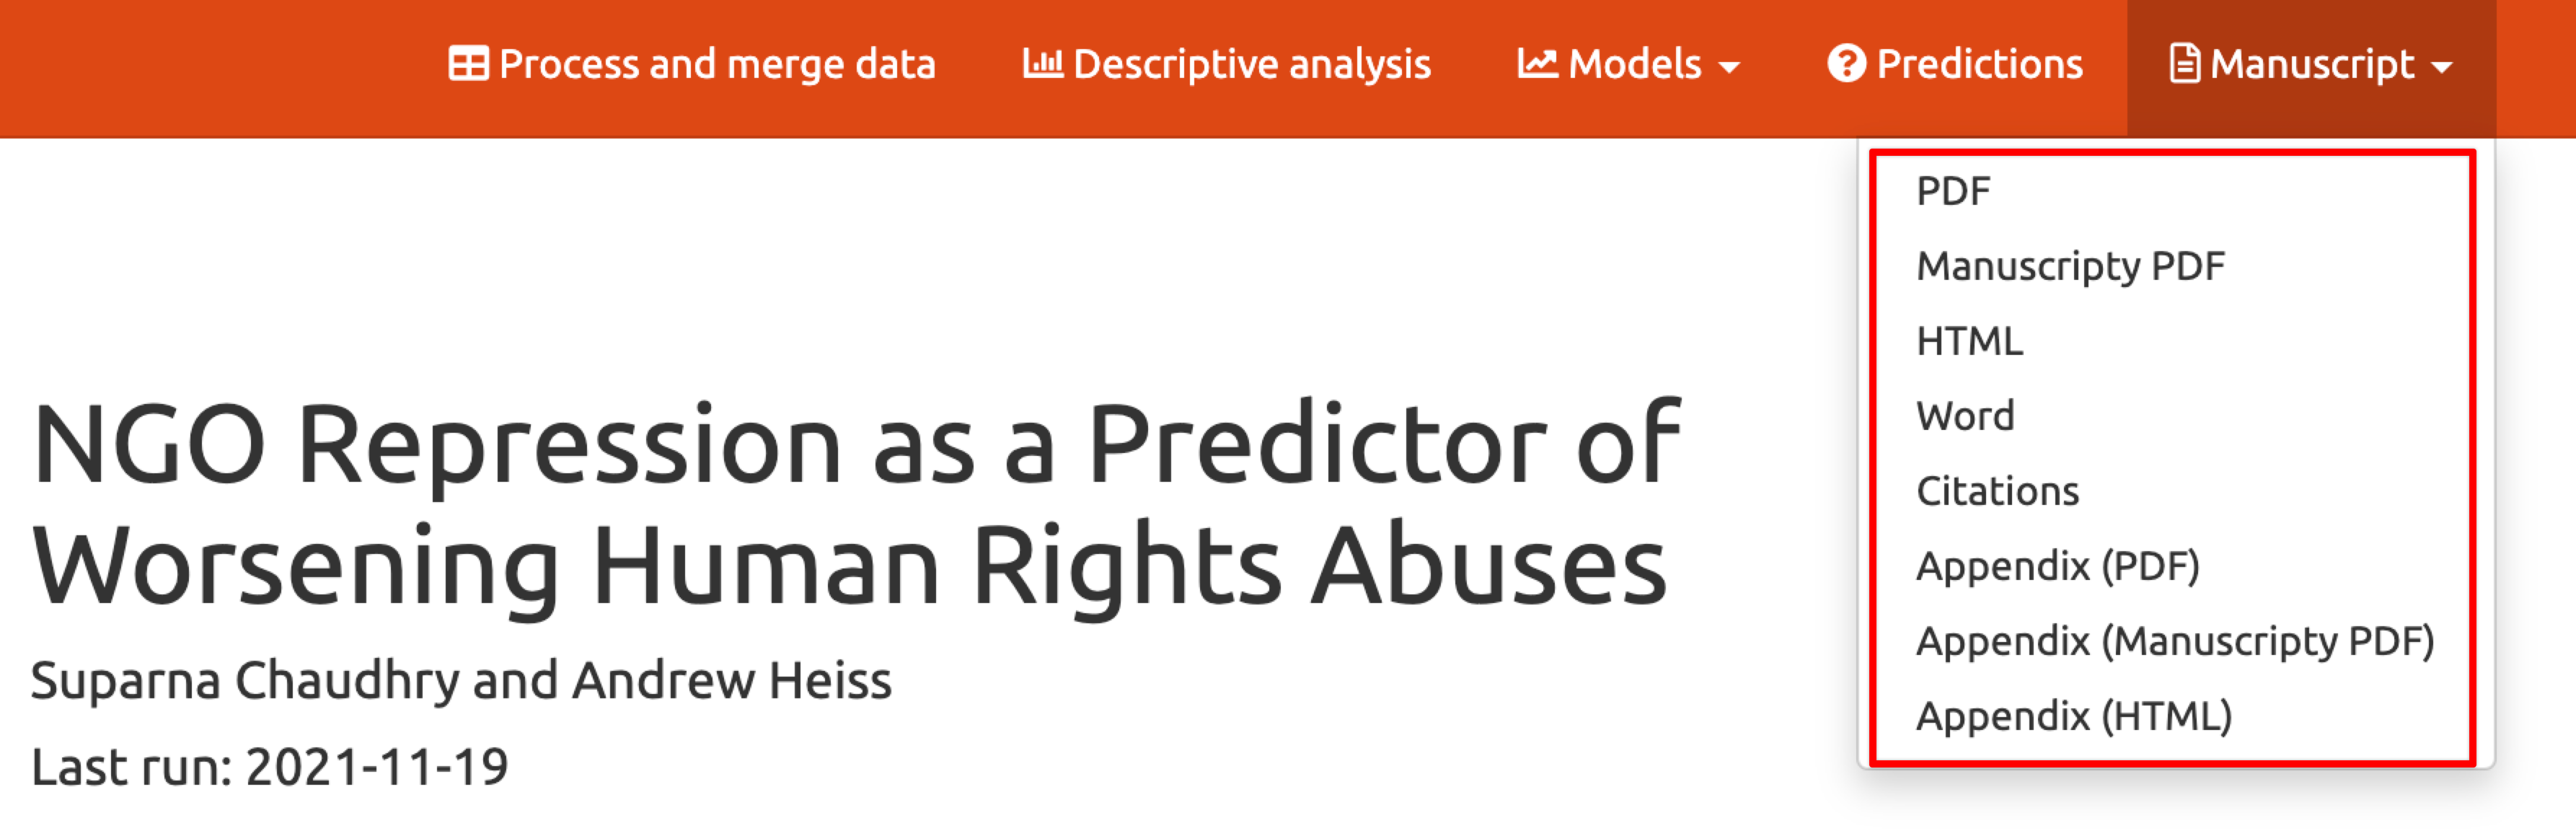 Process and merge data Descriptive analysis Models Predictions Manuscript
PDF
Manuscripty PDF
HTML
Word
Citations
Appendix (PDF)
Appendix (Manuscripty PDF)
Appendix (HTML)
NGO Repression as a Predictor of
Worsening Human Rights Abuses
Suparna Chaudhry and Andrew Heiss
Last run: 2021-11-19